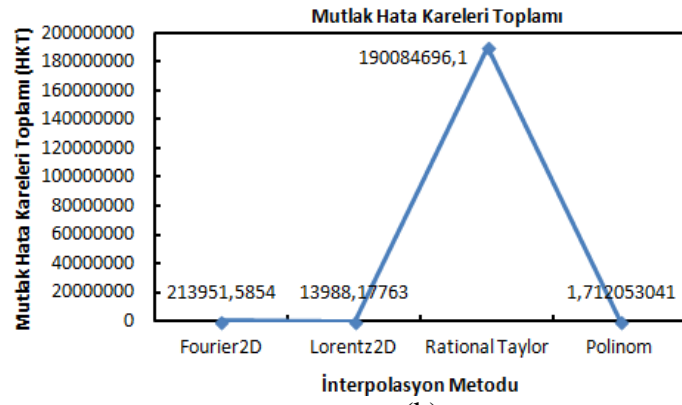 Mutlak Hata Kareleri Toplamı
Mutlak Hata Kareleri Toplamı (HKT)
200000000
180000000
160000000
140000000
120000000
100000000
80000000
60000000
40000000
20000000
0
190084696,1
213951,5854
13988,17763
1,712053041
Fourier2D
Lorentz2D
Rational Taylor
Polinom
İnterpolasyon Metodu